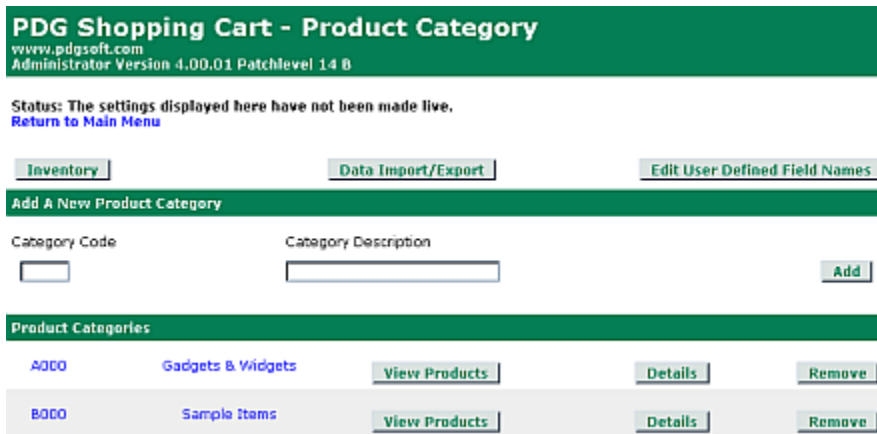 PDG Shopping Cart - Product Category
www.pdgsoft.com
Administrator Version 4.00.01 Patchlevel 14 B
Status: The settings displayed here have not been made live.
Return to Main Menu
Inventory Data Import/Export Edit User Defined Field Names
Add A New Product Category
Category Code Category Description
Add
Product Categories
A000 Gadgets & Widgets View Products Details Remove
B000 Sample Items View Products Details Remove